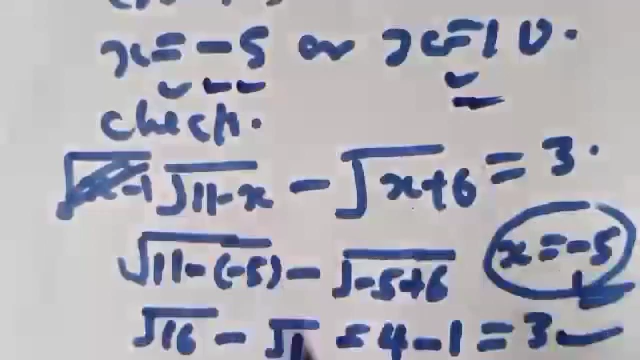 x = -5 or x = 10.
check.
√11-x - √x+6 = 3.
√11-(-5) - √-5+6 x = -5
√16 - √1 = 4 - 1 = 3